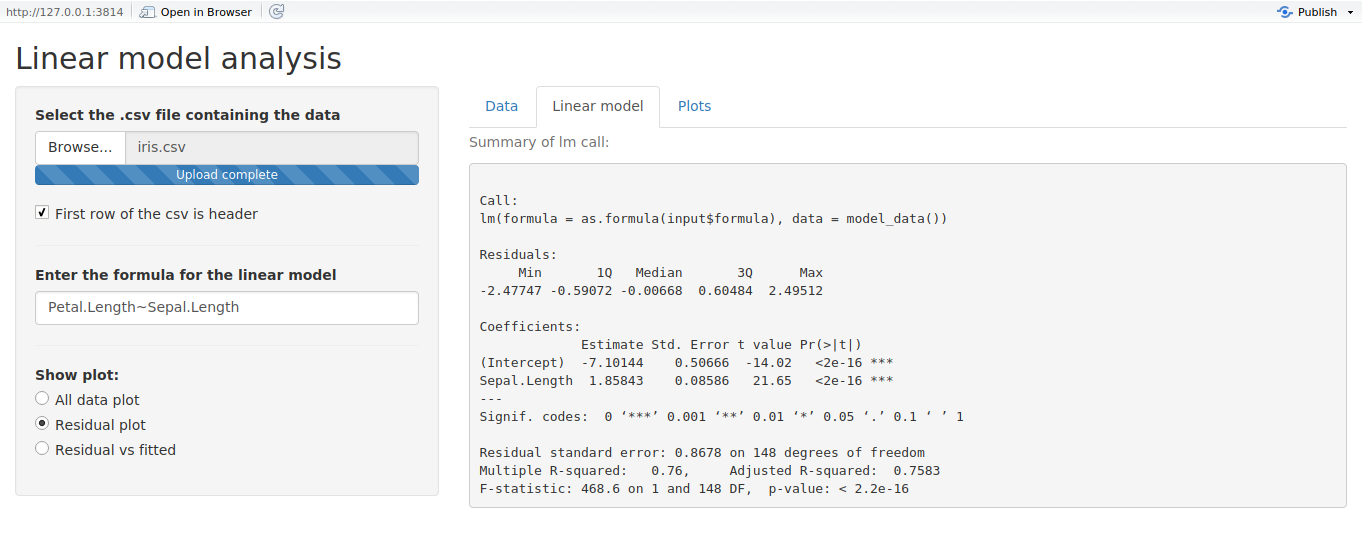 http://127.0.0.1:3814 Open in Browser Publish
Linear model analysis
Select the .csv file containing the data
Browse... iris.csv
Upload complete
First row of the csv is header
Enter the formula for the linear model
Petal.Length~Sepal.Length
Show plot:
All data plot
Residual plot
Residual vs fitted
Data Linear model Plots
Summary of lm call:
Call:
lm(formula = as.formula(input$formula), data = model_data())
Residuals:
     Min       1Q   Median       3Q      Max
-2.47747 -0.59072 -0.00668  0.60484  2.49512
Coefficients:
             Estimate Std. Error t value Pr(>|t|)
(Intercept)  -7.10144    0.50666  -14.02   <2e-16 ***
Sepal.Length  1.85843    0.08586   21.65   <2e-16 ***
---
Signif. codes:  0 ‘***’ 0.001 ‘**’ 0.01 ‘*’ 0.05 ‘.’ 0.1 ‘ ’ 1
Residual standard error: 0.8678 on 148 degrees of freedom
Multiple R-squared:   0.76,     Adjusted R-squared:  0.7583
F-statistic: 468.6 on 1 and 148 DF,  p-value: < 2.2e-16